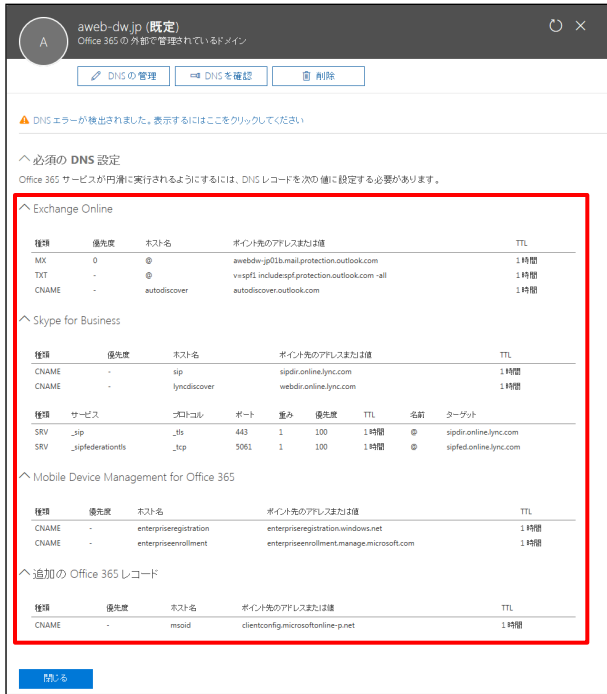 A
aweb-dw.jp (既定)
Office 365 の 外部で管理されているドメイン
DNS の管理 DNS を確認 削除
DNS エラーが検出されました。表示するにはここをクリックしてください
必須の DNS 設定
Office 365 サービスが円滑に実行されるようにするには、DNS レコードを次の値に設定する必要があります。
Exchange Online
種類 優先度 ホスト名 ポイント先のアドレスまたは値 TTL
MX 0 @ awebdw-jp01b.mail.protection.outlook.com 1 時間
TXT - @ v=spf1 include:spf.protection.outlook.com -all 1 時間
CNAME - autodiscover autodiscover.outlook.com 1 時間
Skype for Business
種類 優先度 ホスト名 ポイント先のアドレスまたは値 TTL
CNAME - sip sipdir.online.lync.com 1 時間
CNAME - lyncdiscover webdir.online.lync.com 1 時間
種類 サービス プロトコル ポート 重み 優先度 TTL 名前 ターゲット
SRV _sip _tls 443 1 100 1 時間 @ sipdir.online.lync.com
SRV _sipfederationtls _tcp 5061 1 100 1 時間 @ sipfed.online.lync.com
Mobile Device Management for Office 365
種類 優先度 ホスト名 ポイント先のアドレスまたは値 TTL
CNAME - enterpriseregistration enterpriseregistration.windows.net 1 時間
CNAME - enterpriseenrollment enterpriseenrollment.manage.microsoft.com 1 時間
追加の Office 365 レコード
種類 優先度 ホスト名 ポイント先のアドレスまたは値 TTL
CNAME - msoid clientconfig.microsoftonline-p.net 1 時間
閉じる